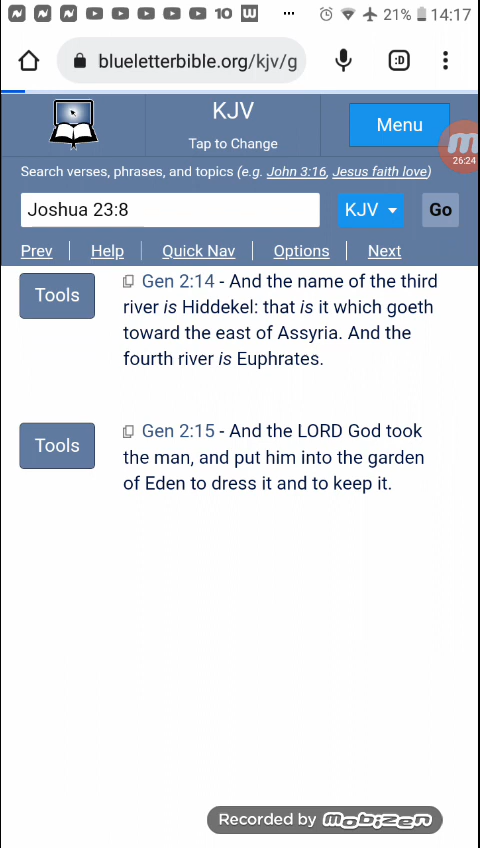 10 W ... 21% 14:17
blueletterbible.org/kjv/g :D
KJV
Tap to Change
Menu
26:24
Search verses, phrases, and topics (e.g. John 3:16, Jesus faith love)
Joshua 23:8 KJV Go
Prev Help Quick Nav Options Next
Tools
Gen 2:14 - And the name of the third
river is Hiddekel: that is it which goeth
toward the east of Assyria. And the
fourth river is Euphrates.
Tools
Gen 2:15 - And the LORD God took
the man, and put him into the garden
of Eden to dress it and to keep it.
Recorded by mobizen